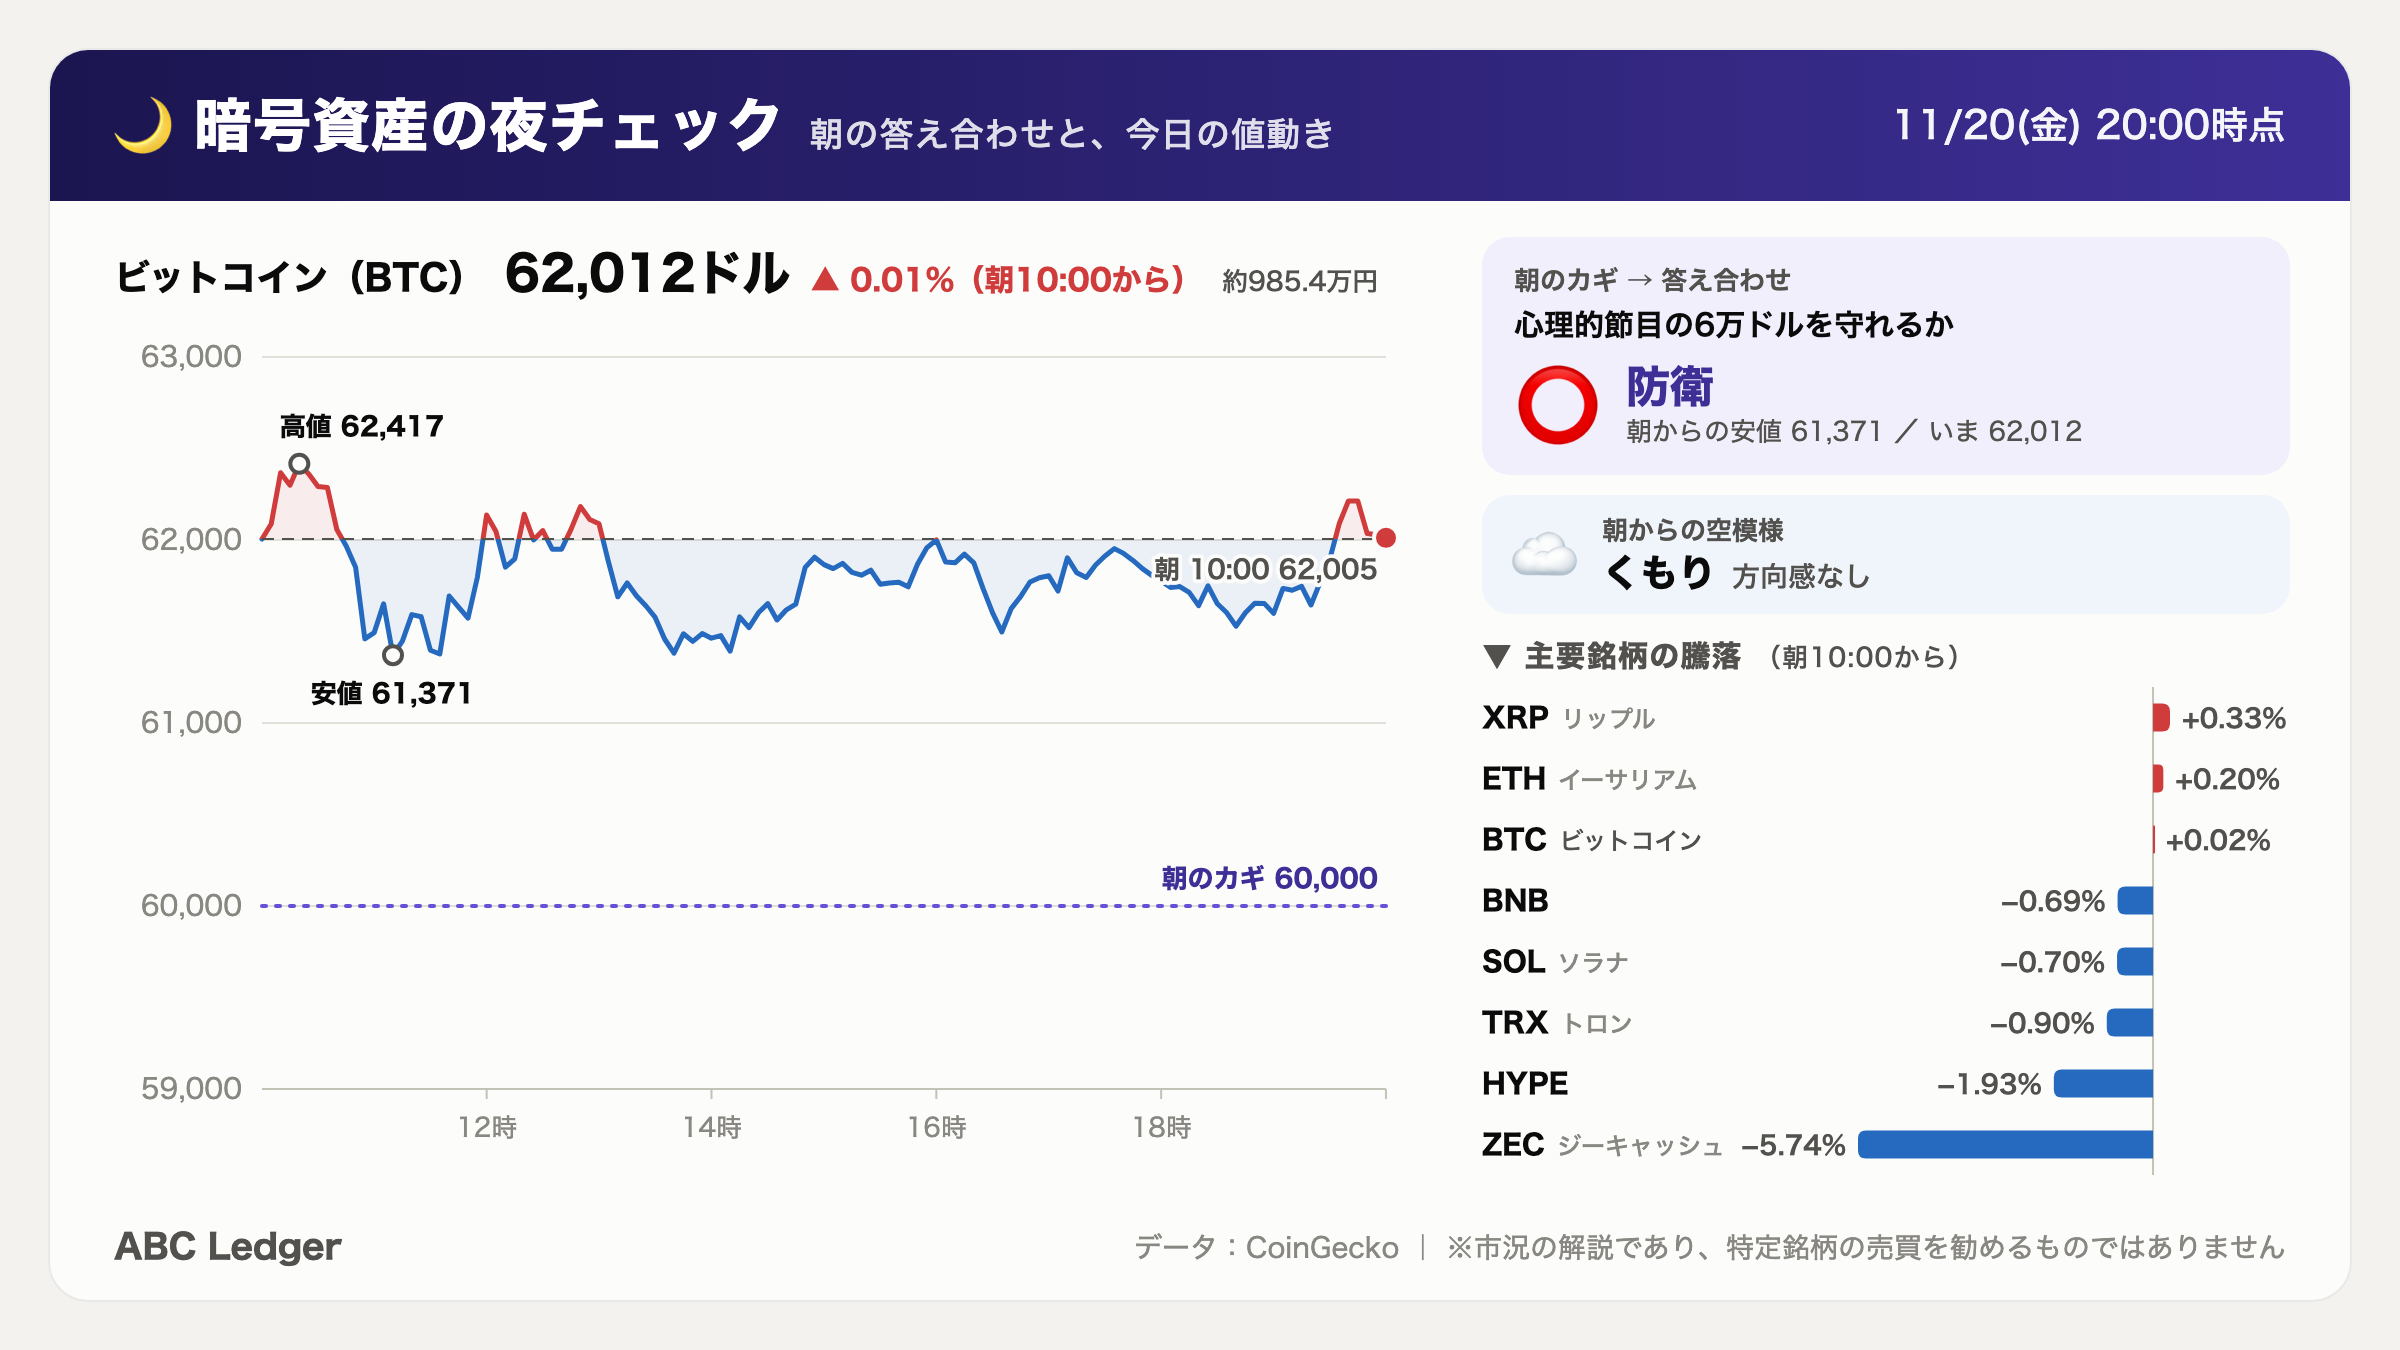 暗号資産の夜チェック 朝の答え合わせと、今日の値動き
11/20(金) 20:00時点
ビットコイン（BTC） 62,012ドル ▲ 0.01%（朝10:00から） 約985.4万円
63,000
高値 62,417
62,000
朝 10:00 62,005
安値 61,371
61,000
朝のカギ 60,000
60,000
59,000
12時 14時 16時 18時
朝のカギ → 答え合わせ
心理的節目の6万ドルを守れるか
防衛
朝からの安値 61,371 ／ いま 62,012
朝からの空模様
くもり 方向感なし
▼ 主要銘柄の騰落 （朝10:00から）
XRP リップル +0.33%
ETH イーサリアム +0.20%
BTC ビットコイン +0.02%
BNB −0.69%
SOL ソラナ −0.70%
TRX トロン −0.90%
HYPE −1.93%
ZEC ジーキャッシュ −5.74%
ABC Ledger
データ：CoinGecko ｜ ※市況の解説であり、特定銘柄の売買を勧めるものではありません